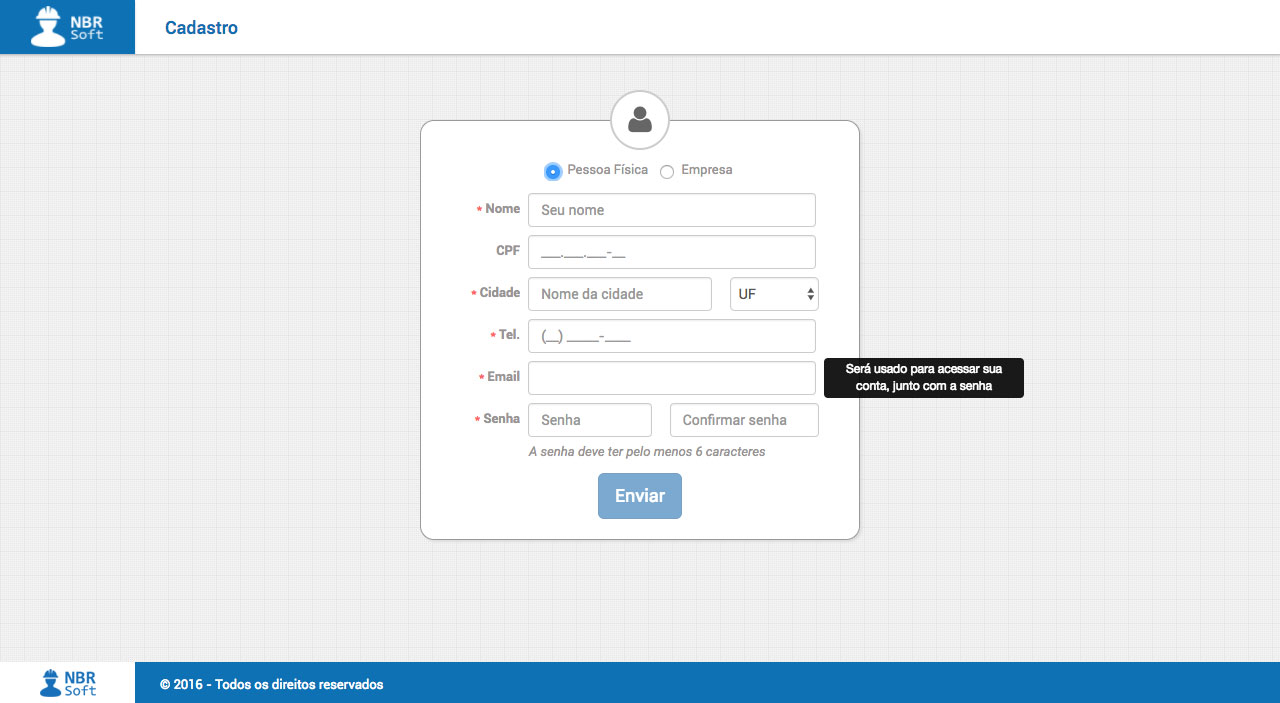 NBR
Soft
Cadastro
Pessoa Física Empresa
* Nome Seu nome
CPF ___.___.___-__
* Cidade Nome da cidade UF
* Tel. (__) _____-____
* Email
Será usado para acessar sua
conta, junto com a senha
* Senha Senha Confirmar senha
A senha deve ter pelo menos 6 caracteres
Enviar
NBR
Soft
© 2016 - Todos os direitos reservados